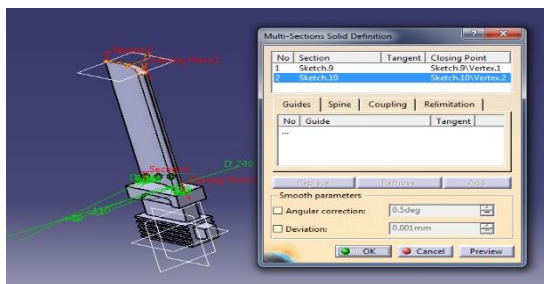 Multi-Sections Solid Definition
No Section Tangent Closing Point
1 Sketch.9 Sketch.9\Vertex.1
2 Sketch.10 Sketch.10\Vertex.2
Guides Spine Coupling Relimitation
No Guide Tangent
...
Replace Remove Add
Smooth parameters
Angular correction: 0.5deg
Deviation: 0.001mm
OK Cancel Preview
D_240